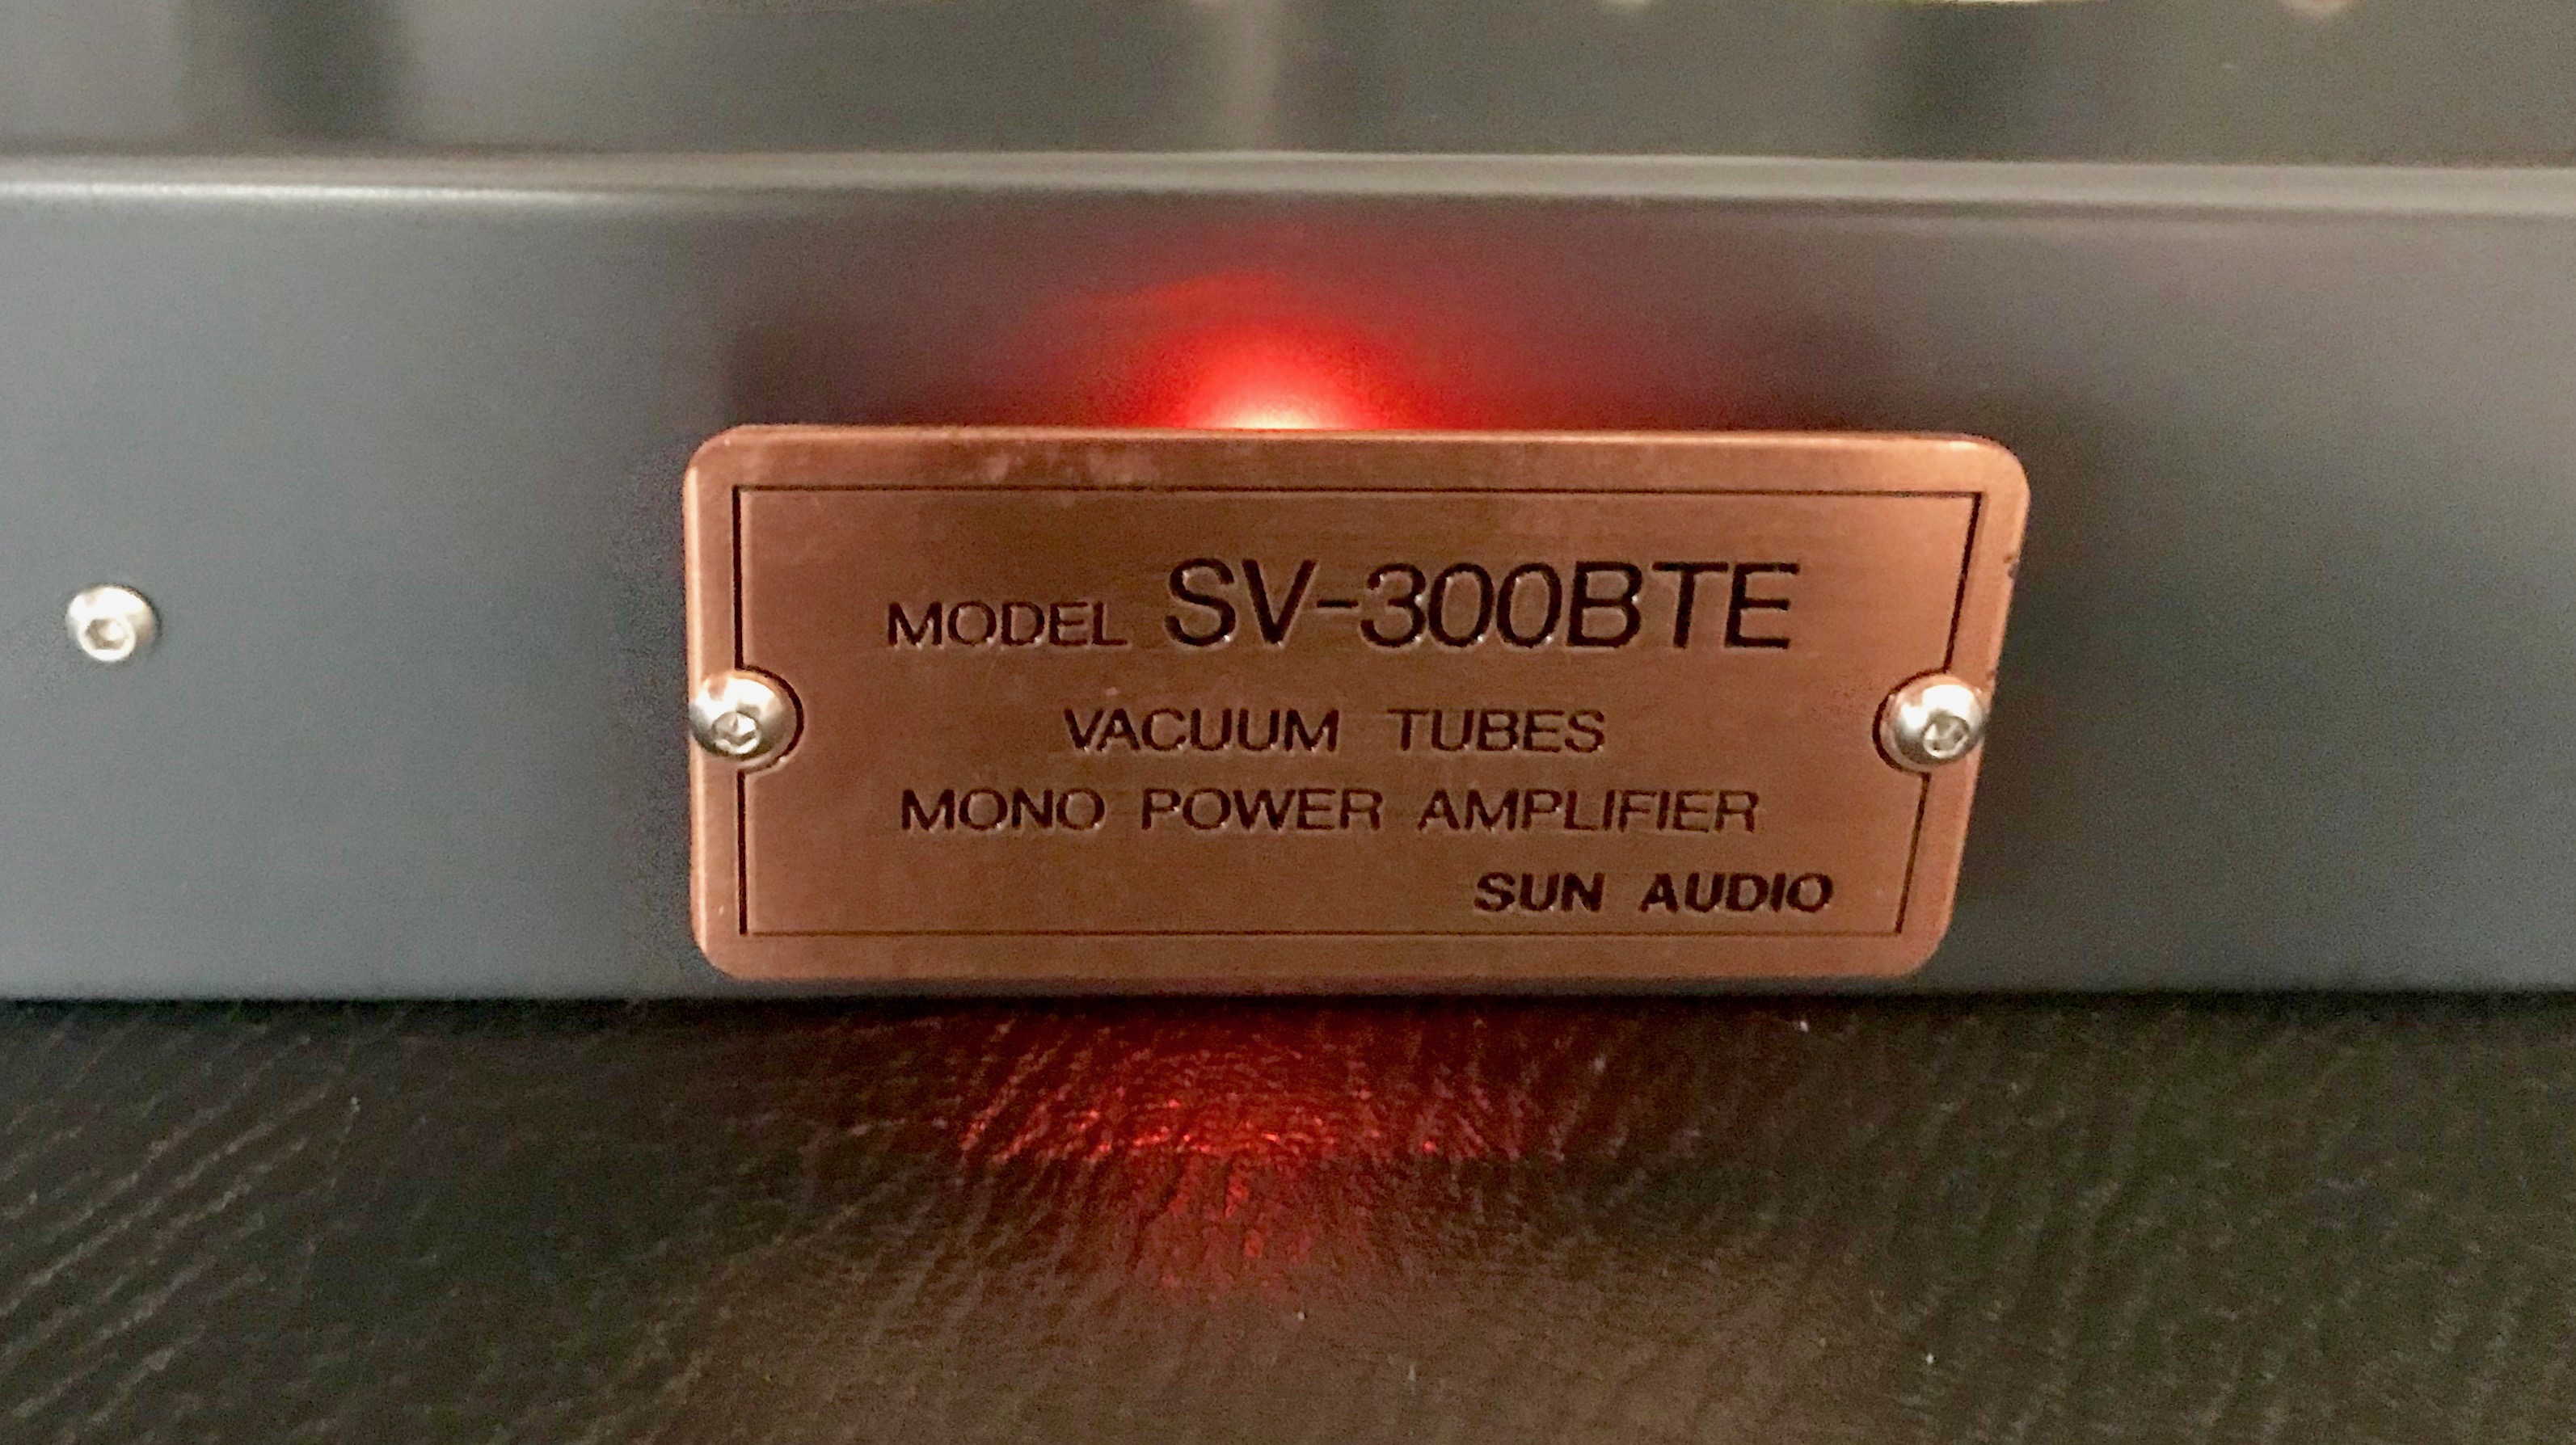 MODEL SV-300BTE
VACUUM TUBES
MONO POWER AMPLIFIER
SUN AUDIO